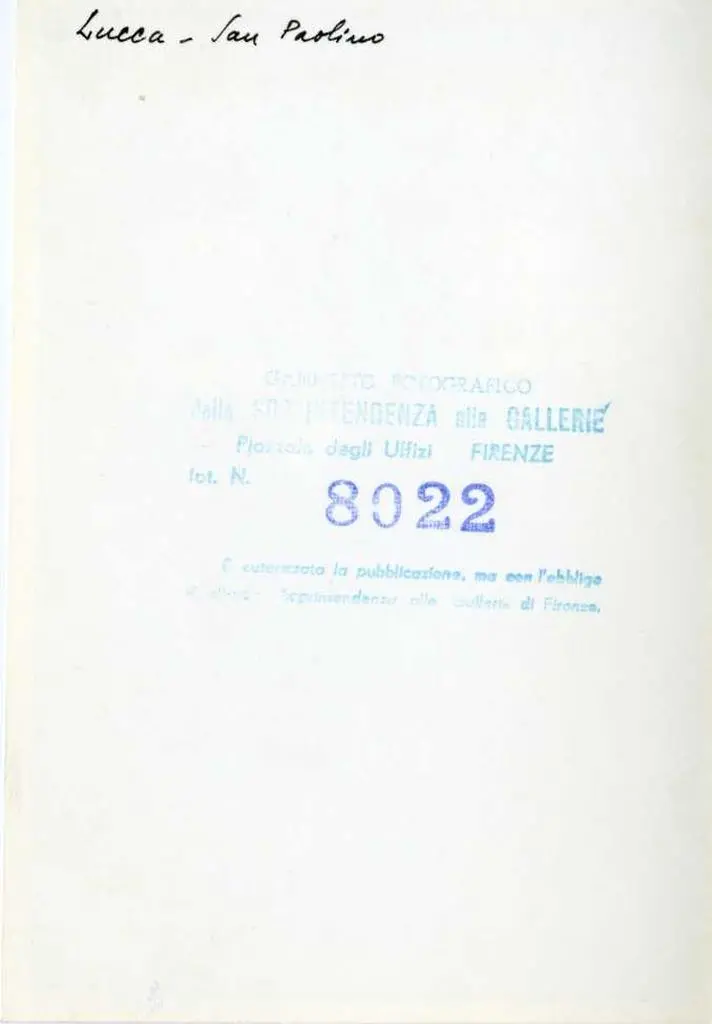 Lucca - San Paolino
GABINETTO FOTOGRAFICO
della SOPRINTENDENZA alle GALLERIE
Piazzale degli Uffizi FIRENZE
fot. N.
8022
È autorizzata la pubblicazione, ma con l'obbligo
Soprintendenza alle Gallerie di Firenze.